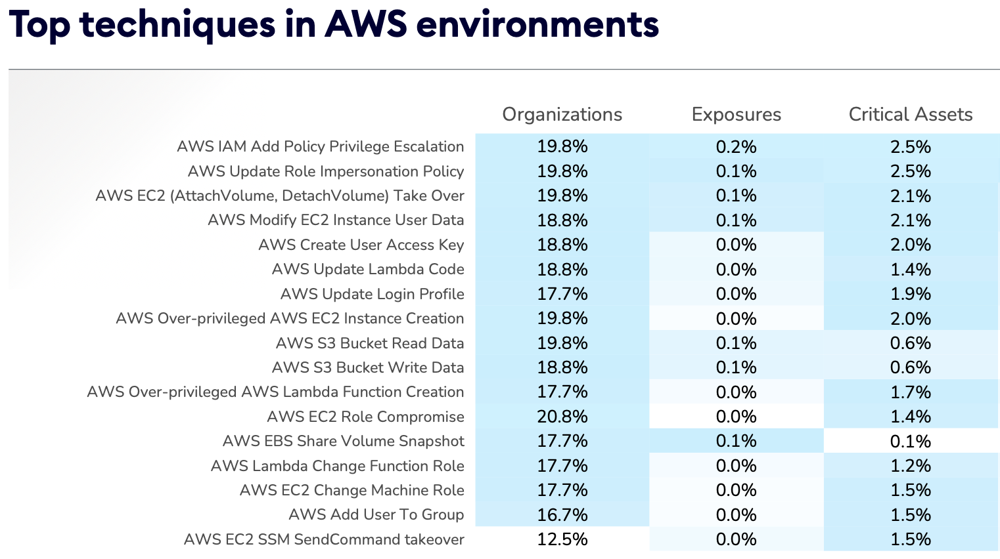 Top techniques in AWS environments
Organizations Exposures Critical Assets
AWS IAM Add Policy Privilege Escalation 19.8% 0.2% 2.5%
AWS Update Role Impersonation Policy 19.8% 0.1% 2.5%
AWS EC2 (AttachVolume, DetachVolume) Take Over 19.8% 0.1% 2.1%
AWS Modify EC2 Instance User Data 18.8% 0.1% 2.1%
AWS Create User Access Key 18.8% 0.0% 2.0%
AWS Update Lambda Code 18.8% 0.0% 1.4%
AWS Update Login Profile 17.7% 0.0% 1.9%
AWS Over-privileged AWS EC2 Instance Creation 19.8% 0.0% 2.0%
AWS S3 Bucket Read Data 19.8% 0.1% 0.6%
AWS S3 Bucket Write Data 18.8% 0.1% 0.6%
AWS Over-privileged AWS Lambda Function Creation 17.7% 0.0% 1.7%
AWS EC2 Role Compromise 20.8% 0.0% 1.4%
AWS EBS Share Volume Snapshot 17.7% 0.1% 0.1%
AWS Lambda Change Function Role 17.7% 0.0% 1.2%
AWS EC2 Change Machine Role 17.7% 0.0% 1.5%
AWS Add User To Group 16.7% 0.0% 1.5%
AWS EC2 SSM SendCommand takeover 12.5% 0.0% 1.5%